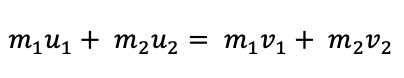 m₁u₁ + m₂u₂ = m₁v₁ + m₂v₂